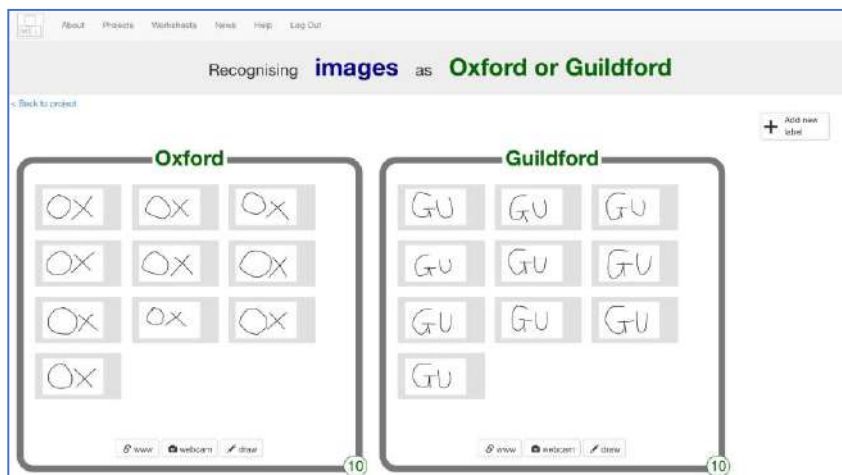 About Projects Worksheets News Help Log Out
Recognising images as Oxford or Guildford
< Back to project
+ Add new label
Oxford
OX OX OX
OX OX OX
OX OX OX
OX
www webcam draw
10
Guildford
GU GU GU
GU GU GU
GU GU GU
GU
www webcam draw
10